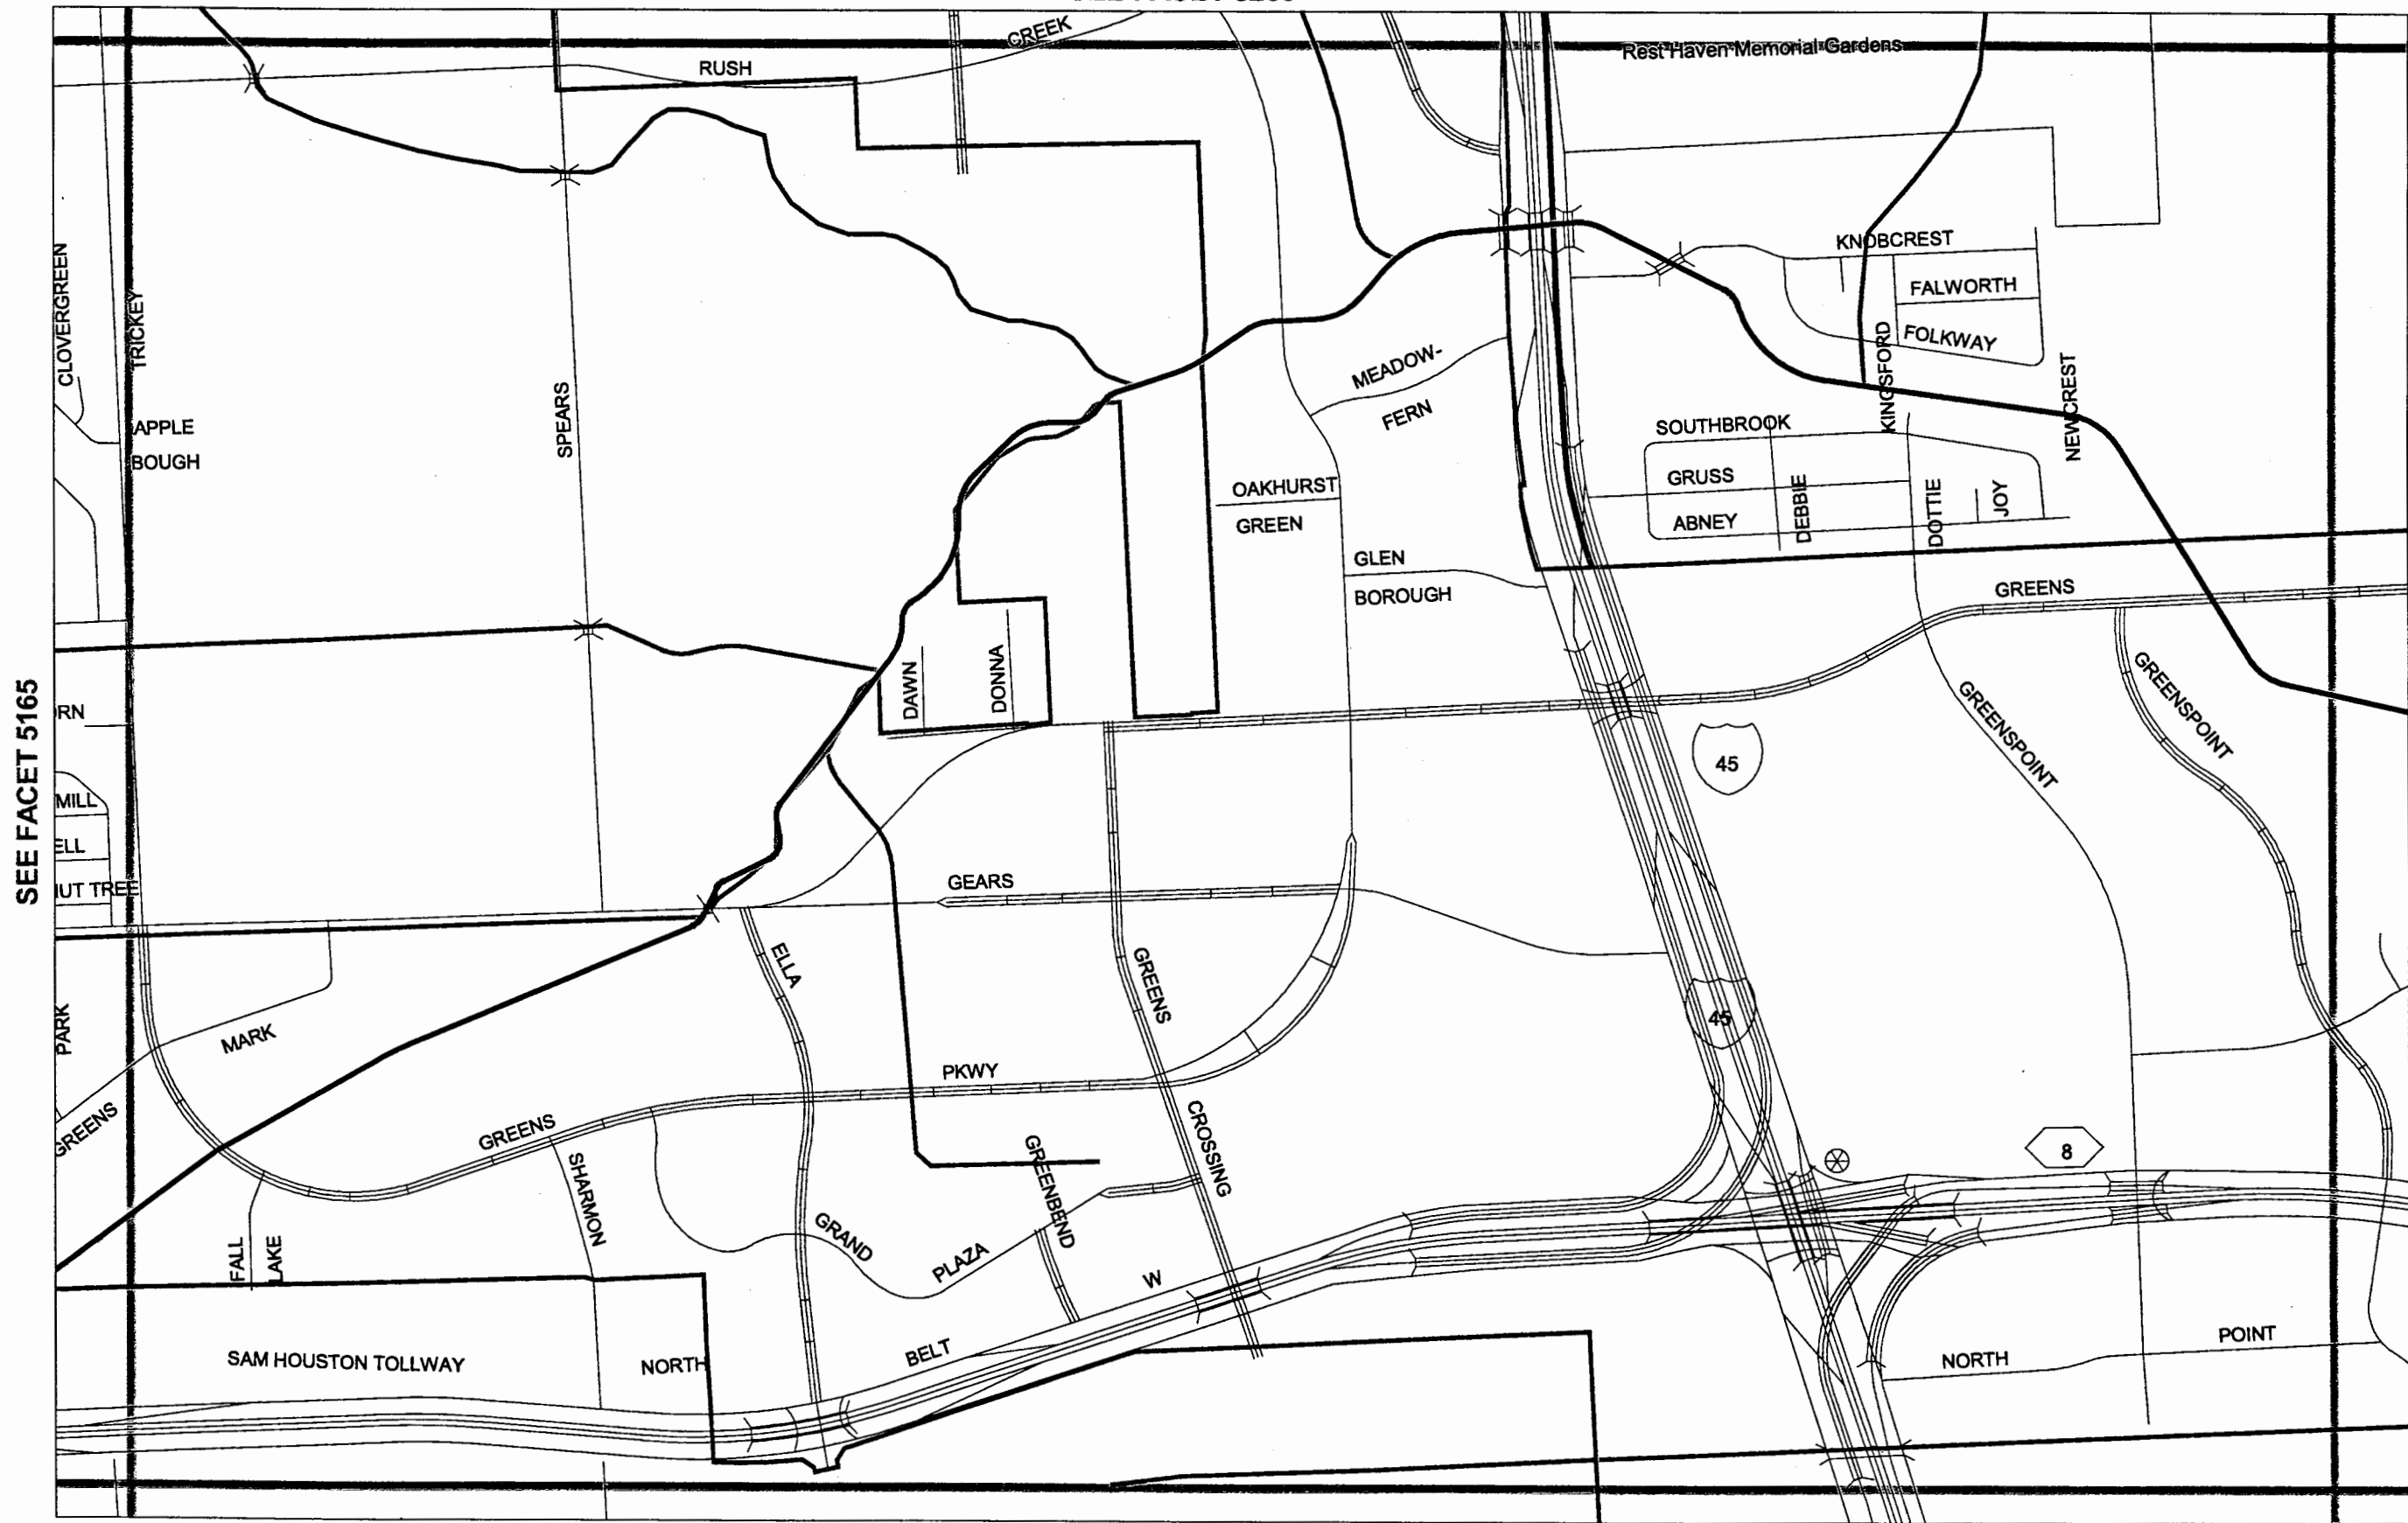 CREEK
RUSH
Rest Haven Memorial Gardens
CLOVERGREEN
TRICKEY
KNOBCREST
FALWORTH
FOLKWAY
KINGSFORD
NEWCREST
MEADOW-
FERN
SPEARS
APPLE
BOUGH
SOUTHBROOK
GRUSS
ABNEY
DEBBIE
DOTTIE
JOY
OAKHURST
GREEN
GLEN
BOROUGH
GREENS
DAWN
DONNA
GREENSPOINT
GREENSPOINT
SEE FACET 5165
RN
MILL
ELL
UT TREE
45
GEARS
ELLA
GREENS
45
PARK
MARK
PKWY
GREENS
GREENS
CROSSING
SHARMON
GREENBEND
8
FALL
LAKE
GRAND
PLAZA
W
BELT
SAM HOUSTON TOLLWAY
NORTH
NORTH
POINT